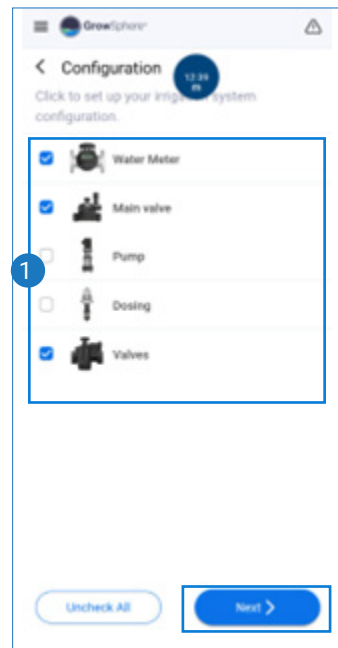 GrowSphere™
Configuration
12:39
Click to set up your irrigation system
configuration.
Water Meter
Main valve
1
Pump
Dosing
Valves
Uncheck All
Next